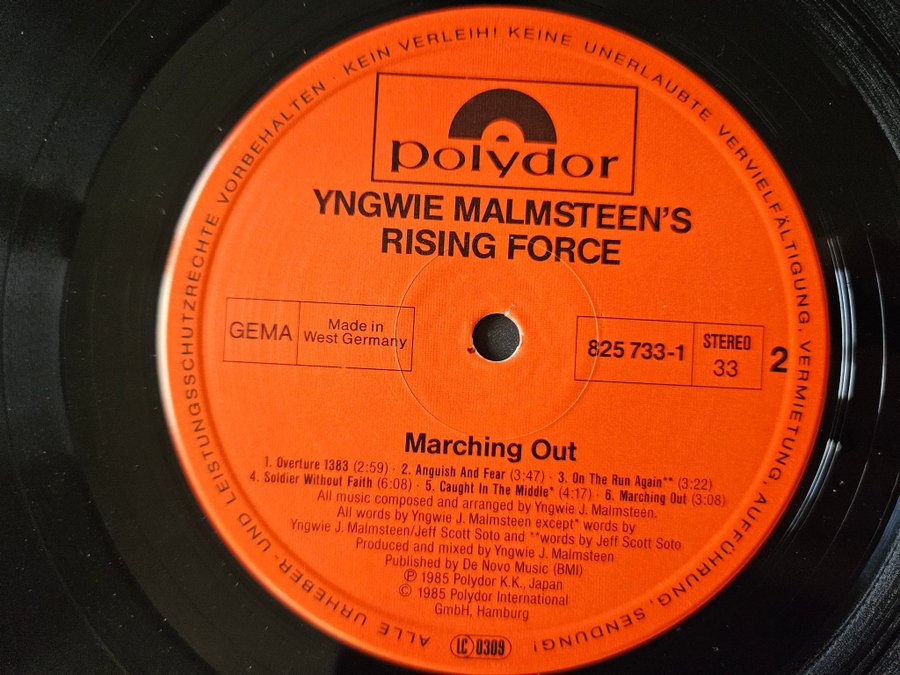 ALLE URHEBER- UND LEISTUNGSSCHUTZRECHTE VORBEHALTEN · KEIN VERLEIH! KEINE UNERLAUBTE VERVIELFÄLTIGUNG, VERMIETUNG, AUFFÜHRUNG, SENDUNG!
polydor
YNGWIE MALMSTEEN'S
RISING FORCE
GEMA
Made in
West Germany
825 733-1
STEREO
33
2
Marching Out
1. Overture 1383 (2:59) · 2. Anguish And Fear (3:47) · 3. On The Run Again** (3:22)
4. Soldier Without Faith (6:08) · 5. Caught In The Middle* (4:17) · 6. Marching Out (3:08)
All music composed and arranged by Yngwie J. Malmsteen.
All words by Yngwie J. Malmsteen except* words by
Yngwie J. Malmsteen/Jeff Scott Soto and **words by Jeff Scott Soto
Produced and mixed by Yngwie J. Malmsteen
Published by De Novo Music (BMI)
℗ 1985 Polydor K.K., Japan
© 1985 Polydor International
GmbH, Hamburg
LC 0309